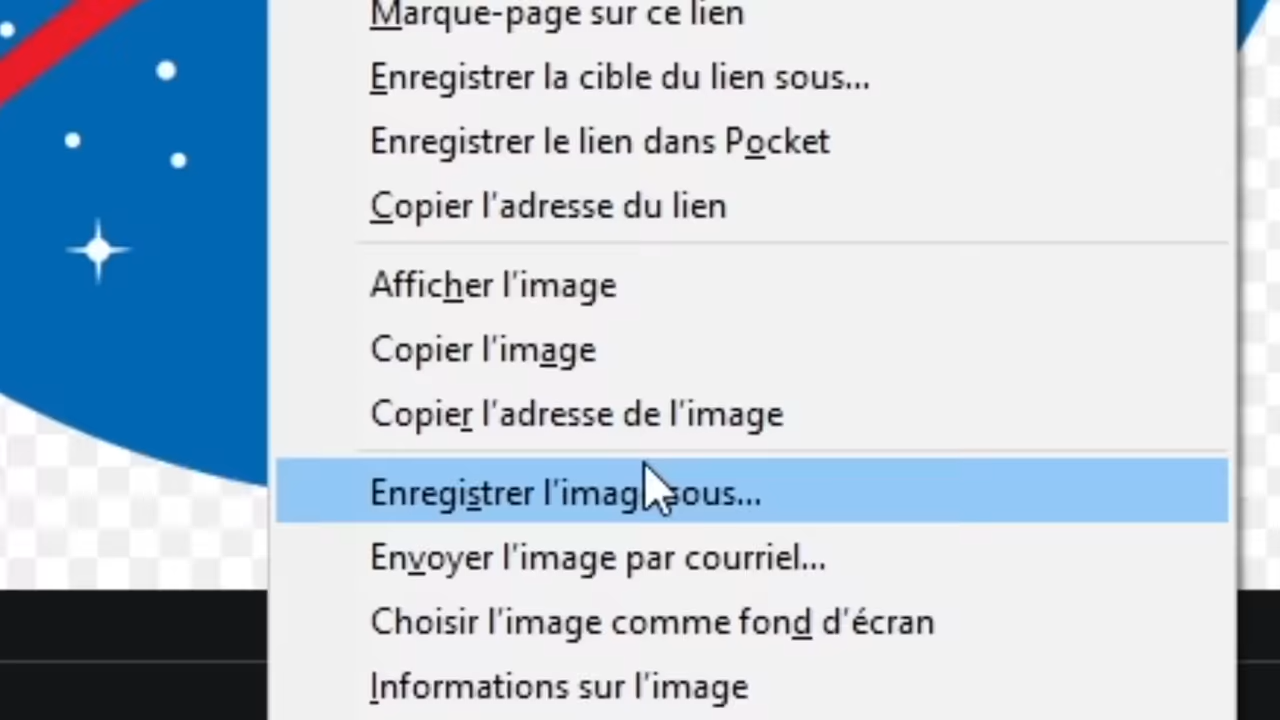 Marque-page sur ce lien
Enregistrer la cible du lien sous...
Enregistrer le lien dans Pocket
Copier l'adresse du lien
Afficher l'image
Copier l'image
Copier l'adresse de l'image
Enregistrer l'image sous...
Envoyer l'image par courriel...
Choisir l'image comme fond d'écran
Informations sur l'image